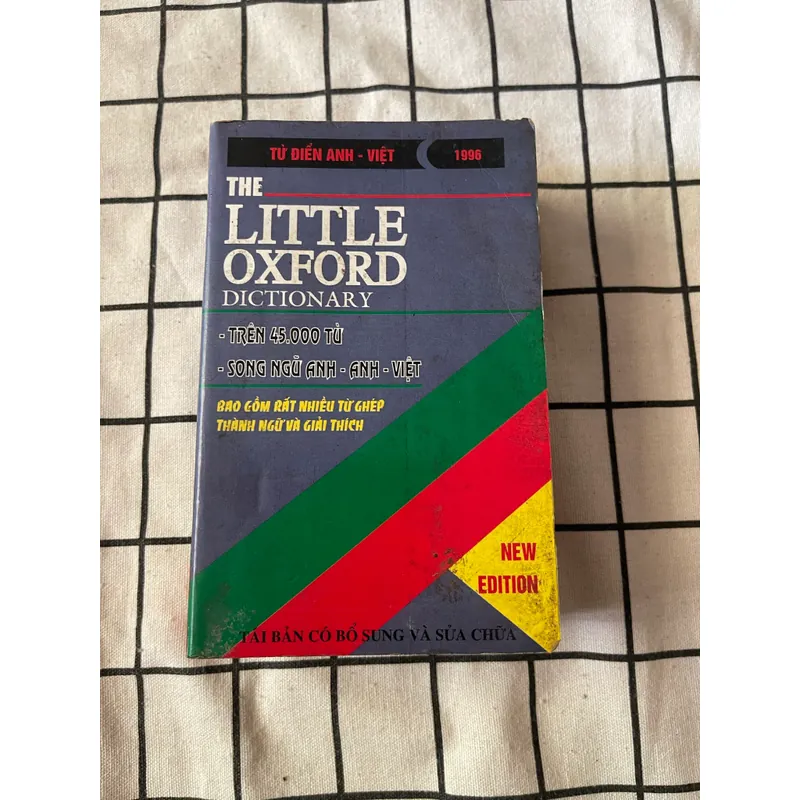 TỪ ĐIỂN ANH - VIỆT 1996
THE
LITTLE
OXFORD
DICTIONARY
- TRÊN 45.000 TỪ
- SONG NGỮ ANH - ANH - VIỆT
BAO GỒM RẤT NHIỀU TỪ GHÉP
THÀNH NGỮ VÀ GIẢI THÍCH
NEW
EDITION
TÁI BẢN CÓ BỔ SUNG VÀ SỬA CHỮA